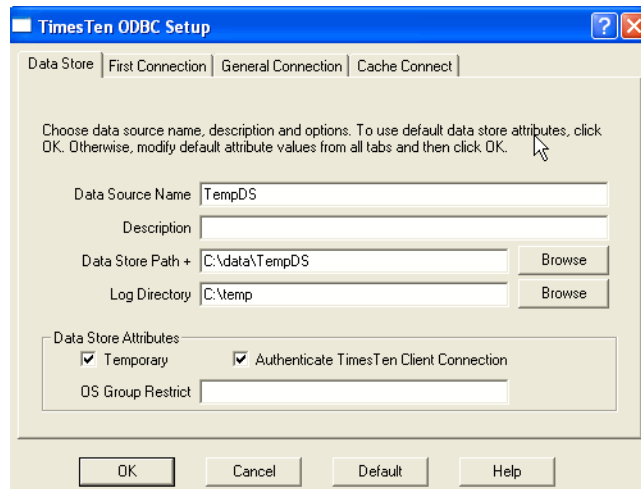 TimesTen ODBC Setup
Data Store First Connection General Connection Cache Connect
Choose data source name, description and options. To use default data store attributes, click
OK. Otherwise, modify default attribute values from all tabs and then click OK.
Data Source Name TempDS
Description
Data Store Path + C:\data\TempDS Browse
Log Directory C:\temp Browse
Data Store Attributes
Temporary Authenticate TimesTen Client Connection
OS Group Restrict
OK Cancel Default Help